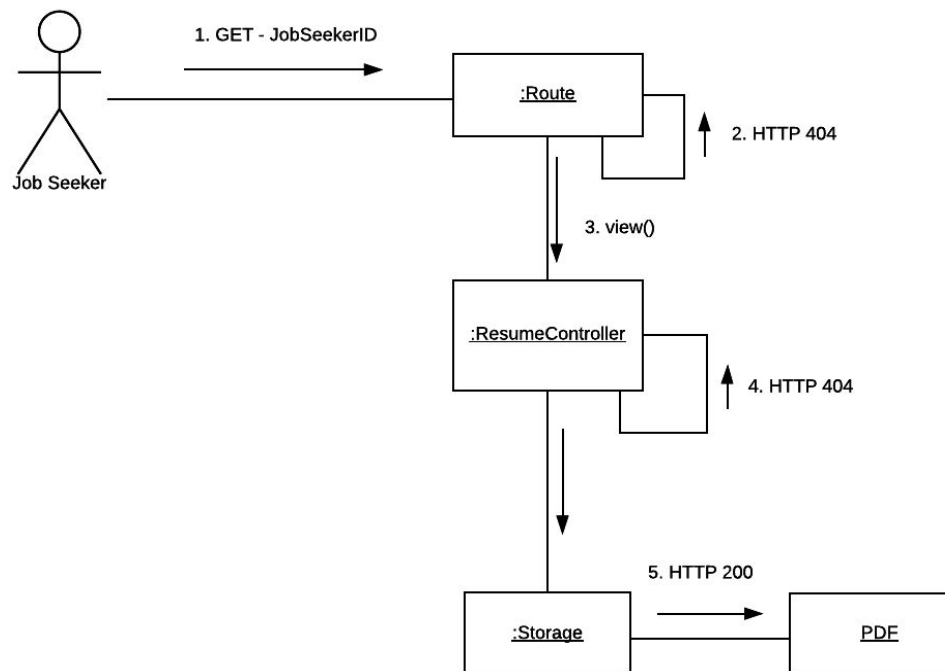 1. GET - JobSeekerID
:Route
2. HTTP 404
Job Seeker
3. view()
:ResumeController
4. HTTP 404
5. HTTP 200
:Storage
PDF